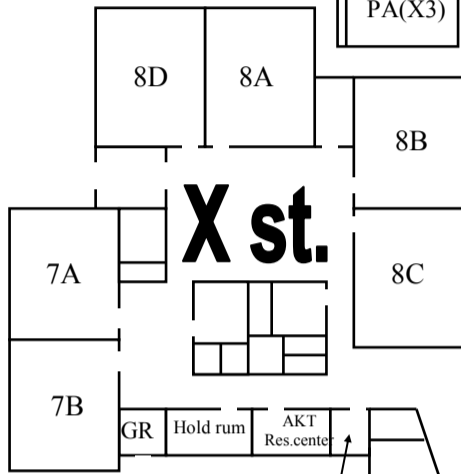 PA(X3)
8D
8A
8B
X st.
7A
8C
7B
GR
Hold rum
AKT
Res.center